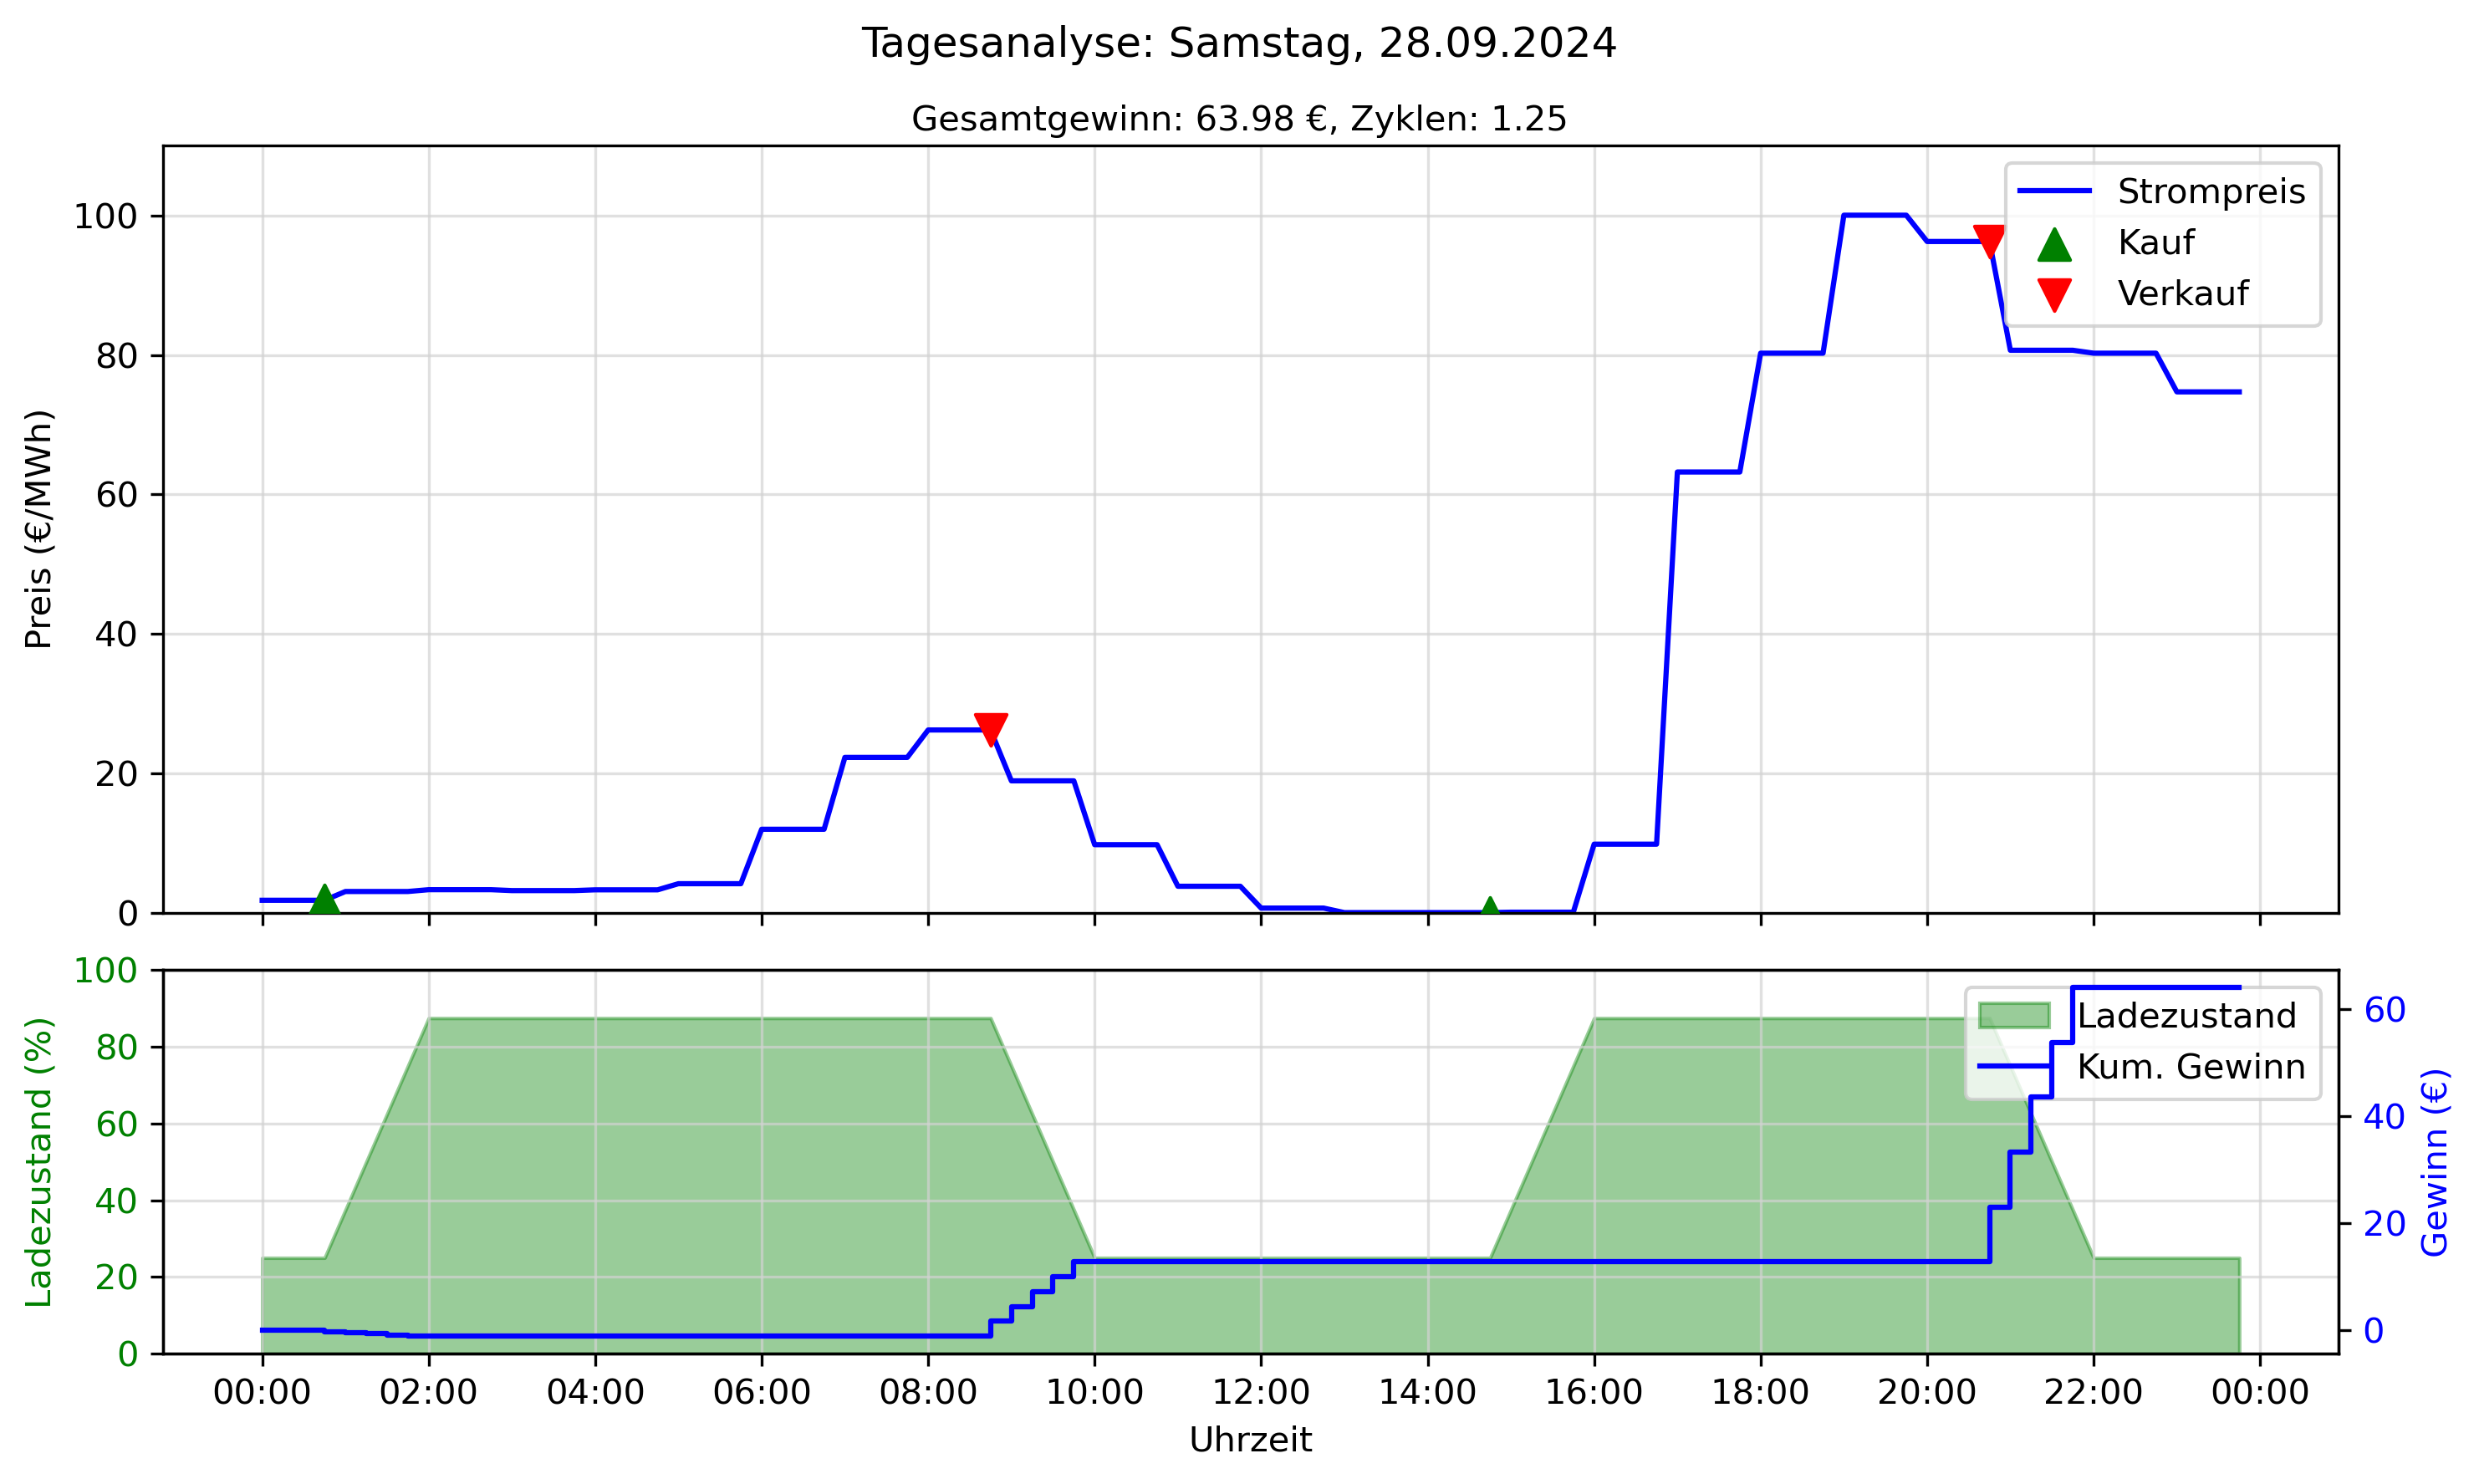 Tagesanalyse: Samstag, 28.09.2024
Gesamtgewinn: 63.98 €, Zyklen: 1.25
Preis (€/MWh)
100
80
60
40
20
0
Strompreis
Kauf
Verkauf
Ladezustand (%)
100
80
60
40
20
0
Ladezustand
Kum. Gewinn
60
40
20
0
Gewinn (€)
00:00 02:00 04:00 06:00 08:00 10:00 12:00 14:00 16:00 18:00 20:00 22:00 00:00
Uhrzeit